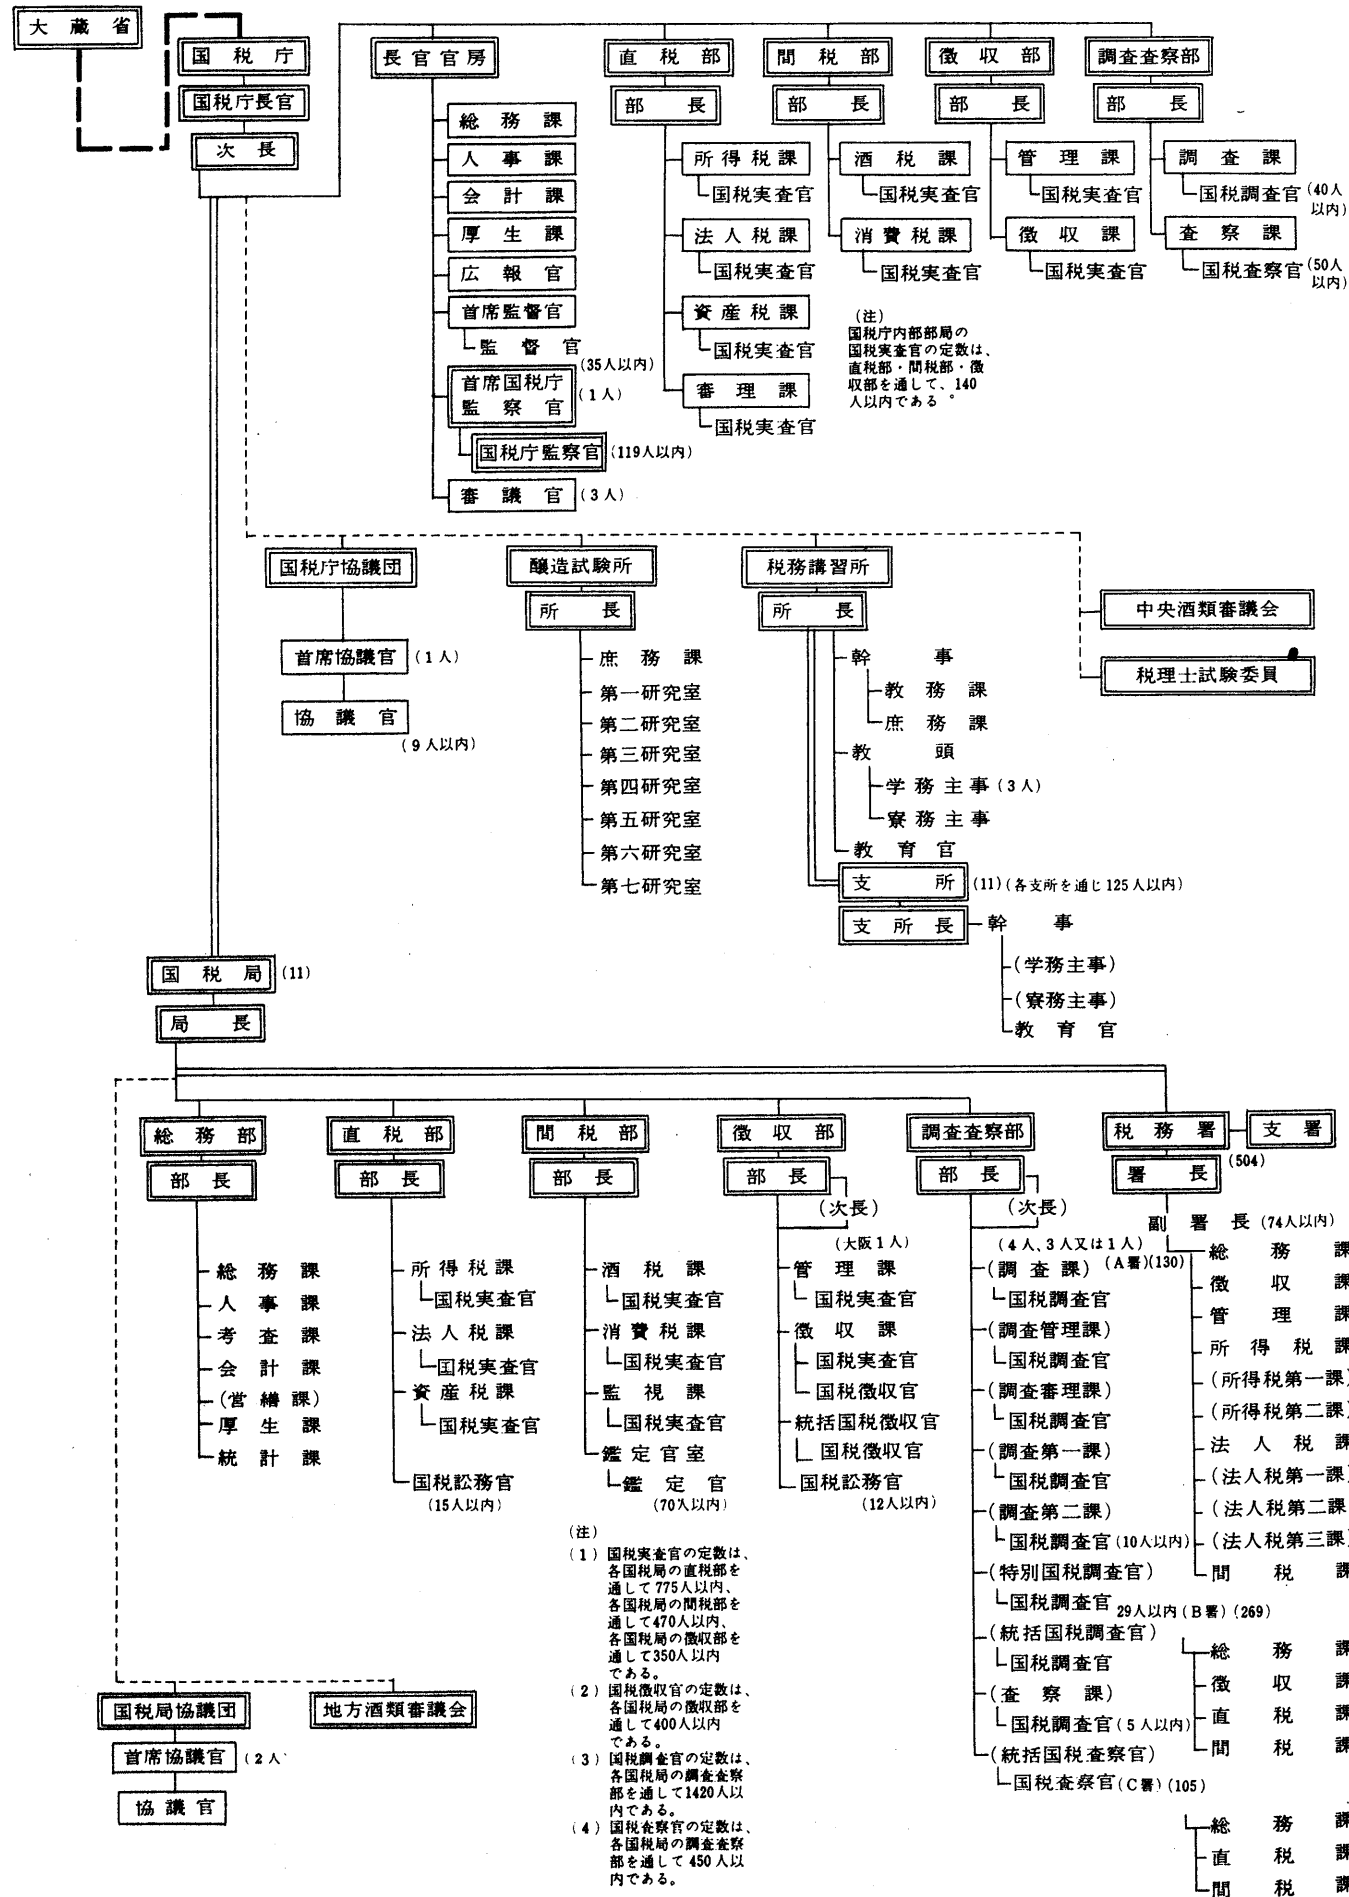 大蔵省
国税庁
国税庁長官
次長
長官官房
総務課
人事課
会計課
厚生課
広報官
首席監督官
監督官
(35人以内)
首席国税庁
監察官
(1人)
国税庁監察官(119人以内)
審議官(3人)
直税部
部長
所得税課
国税実査官
法人税課
国税実査官
資産税課
国税実査官
審理課
国税実査官
間税部
部長
酒税課
国税実査官
消費税課
国税実査官
徴収部
部長
管理課
国税実査官
徴収課
国税実査官
調査査察部
部長
調査課
国税調査官(40人
以内)
査察課
国税査察官(50人
以内)
(注)
国税庁内部部局の
国税実査官の定数は、
直税部・間税部・徴
収部を通して、140
人以内である。
国税庁協議団
首席協議官(1人)
協議官
(9人以内)
醸造試験所
所長
庶務課
第一研究室
第二研究室
第三研究室
第四研究室
第五研究室
第六研究室
第七研究室
税務講習所
所長
幹事
教務課
庶務課
教頭
学務主事(3人)
寮務主事
教育官
支所(11)(各支所を通じ125人以内)
支所長
幹事
(学務主事)
(寮務主事)
教育官
中央酒類審議会
税理士試験委員
国税局(11)
局長
総務部
部長
総務課
人事課
考査課
会計課
(営繕課)
厚生課
統計課
直税部
部長
所得税課
国税実査官
法人税課
国税実査官
資産税課
国税実査官
国税訟務官
(15人以内)
間税部
部長
酒税課
国税実査官
消費税課
国税実査官
監視課
国税実査官
鑑定官室
鑑定官
(70人以内)
徴収部
部長
(次長)
(大阪1人)
管理課
国税実査官
徴収課
国税実査官
国税徴収官
統括国税徴収官
国税徴収官
国税訟務官
(12人以内)
調査査察部
部長
(次長)
(4人、3人又は1人)
(調査課)
国税調査官
(調査管理課)
国税調査官
(調査審理課)
国税調査官
(調査第一課)
国税調査官
(調査第二課)
国税調査官(10人以内)
(特別国税調査官)
国税調査官29人以内
(統括国税調査官)
国税調査官
(査察課)
国税調査官(5人以内)
(統括国税査察官)
国税査察官
税務署
支署
(504)
署長
副署長(74人以内)
(A署)(130)
総務課
徴収課
管理課
所得税課
(所得税第一課)
(所得税第二課)
法人税課
(法人税第一課)
(法人税第二課
(法人税第三課)
間税課
(B署)(269)
総務課
徴収課
直税課
間税課
(C署)(105)
総務課
直税課
間税課
(注)
(1)国税実査官の定数は、
各国税局の直税部を
通して775人以内、
各国税局の間税部を
通して470人以内、
各国税局の徴収部を
通して350人以内
である。
(2)国税徴収官の定数は、
各国税局の徴収部を
通して400人以内
である。
(3)国税調査官の定数は、
各国税局の調査査察
部を通して1420人以
内である。
(4)国税査察官の定数は、
各国税局の調査査察
部を通して450人以
内である。
国税局協議団
首席協議官(2人
協議官
地方酒類審議会